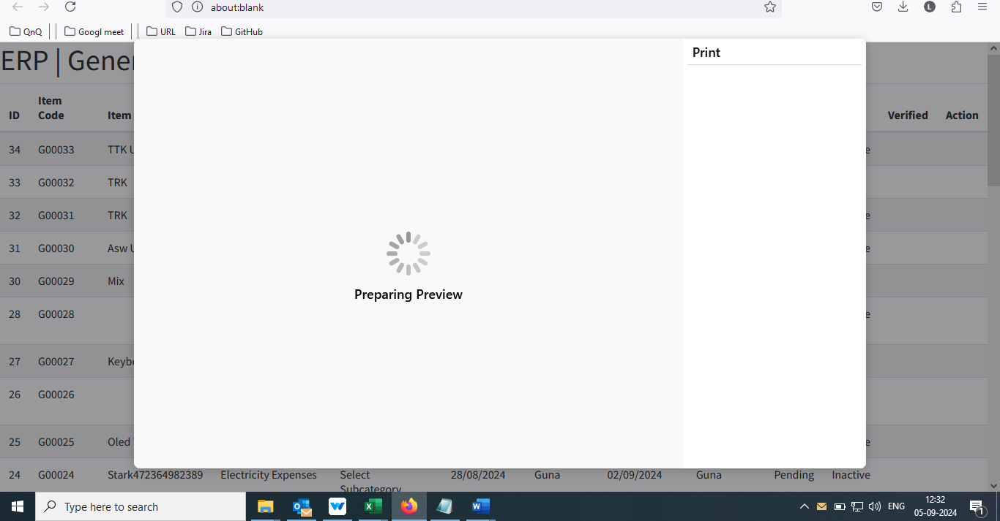 about:blank
L
QnQ
Googl meet
URL
Jira
GitHub
ERP | Gener
Print
ID
Item Code
Item
Verified
Action
34 G00033 TTK U e
33 G00032 TRK
32 G00031 TRK e
31 G00030 Asw U e
30 G00029 Mix
28 G00028 e
27 G00027 Keybo
26 G00026
25 G00025 Oled e
Preparing Preview
24 G00024 Stark472364982389 Electricity Expenses Select Subcategory 28/08/2024 Guna 02/09/2024 Guna Pending Inactive
Type here to search
ENG
12:32
05-09-2024
1